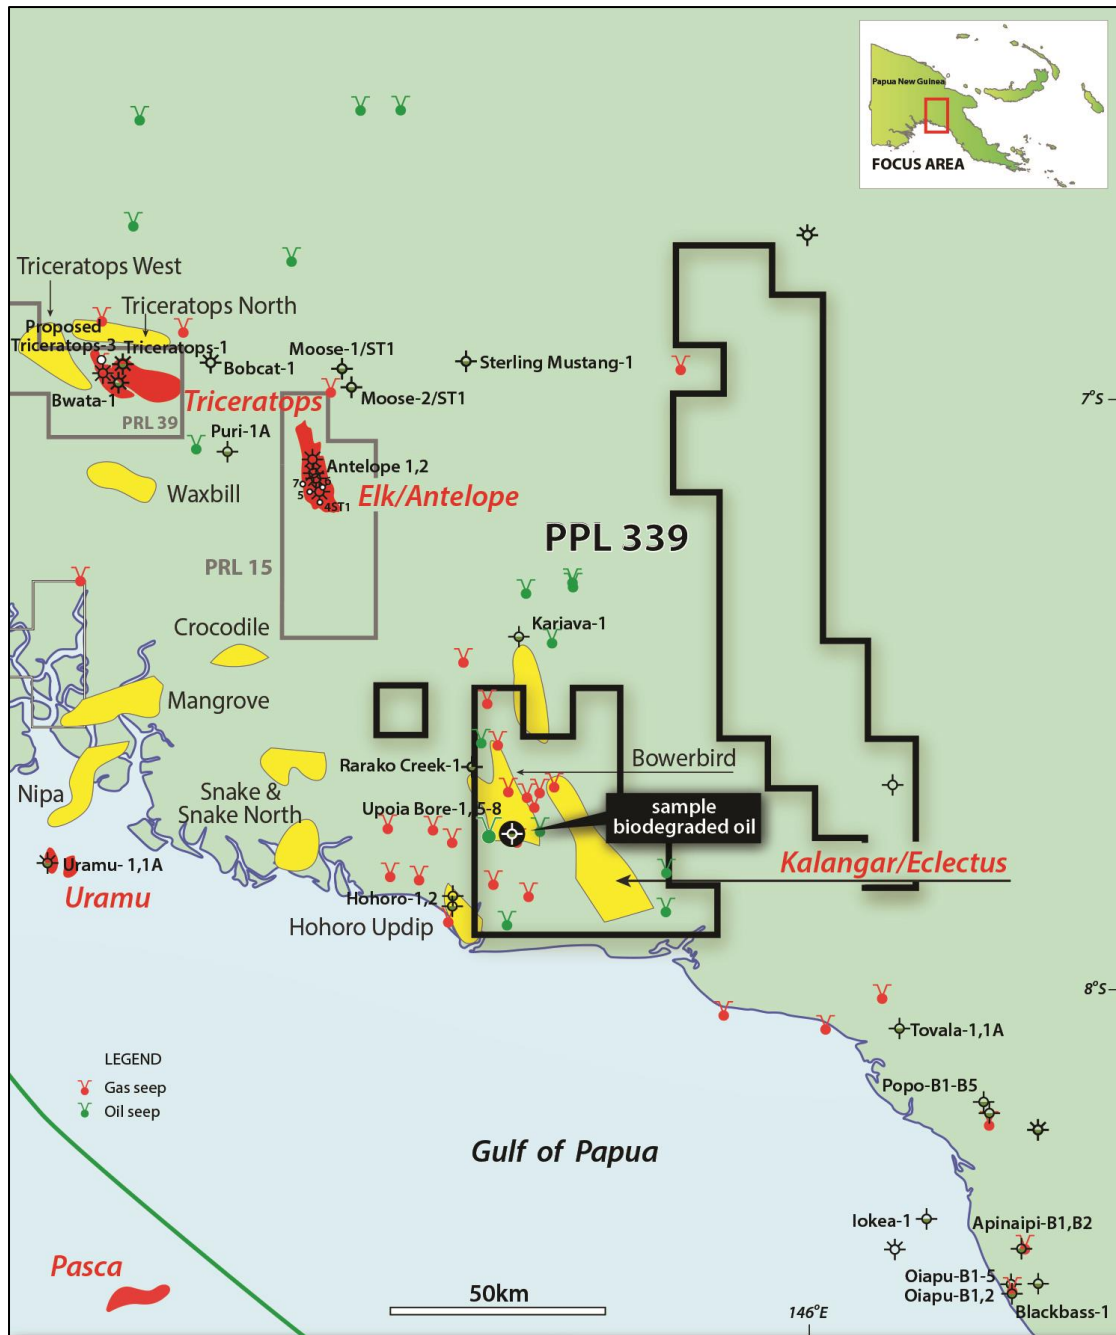 Papua New Guinea
FOCUS AREA
Triceratops West
Triceratops North
Proposed
Triceratops-3
Triceratops-1
Bwata-1
PRL 39
Triceratops
Bobcat-1
Moose-1/ST1
Moose-2/ST1
Sterling Mustang-1
7°S
Puri-1A
Waxbill
Antelope 1,2
7
5
4ST1
Elk/Antelope
PPL 339
PRL 15
Kariava-1
Crocodile
Mangrove
Nipa
Snake &
Snake North
Rarako Creek-1
Bowerbird
Upoia Bore-1, 5-8
sample
biodegraded oil
Kalangar/Eclectus
Uramu- 1,1A
Uramu
Hohoro-1,2
Hohoro Updip
8°S
Tovala-1,1A
LEGEND
Gas seep
Oil seep
Popo-B1-B5
Gulf of Papua
Iokea-1
Apinaipi-B1,B2
Oiapu-B1-5
Oiapu-B1,2
Blackbass-1
Pasca
50km
146°E